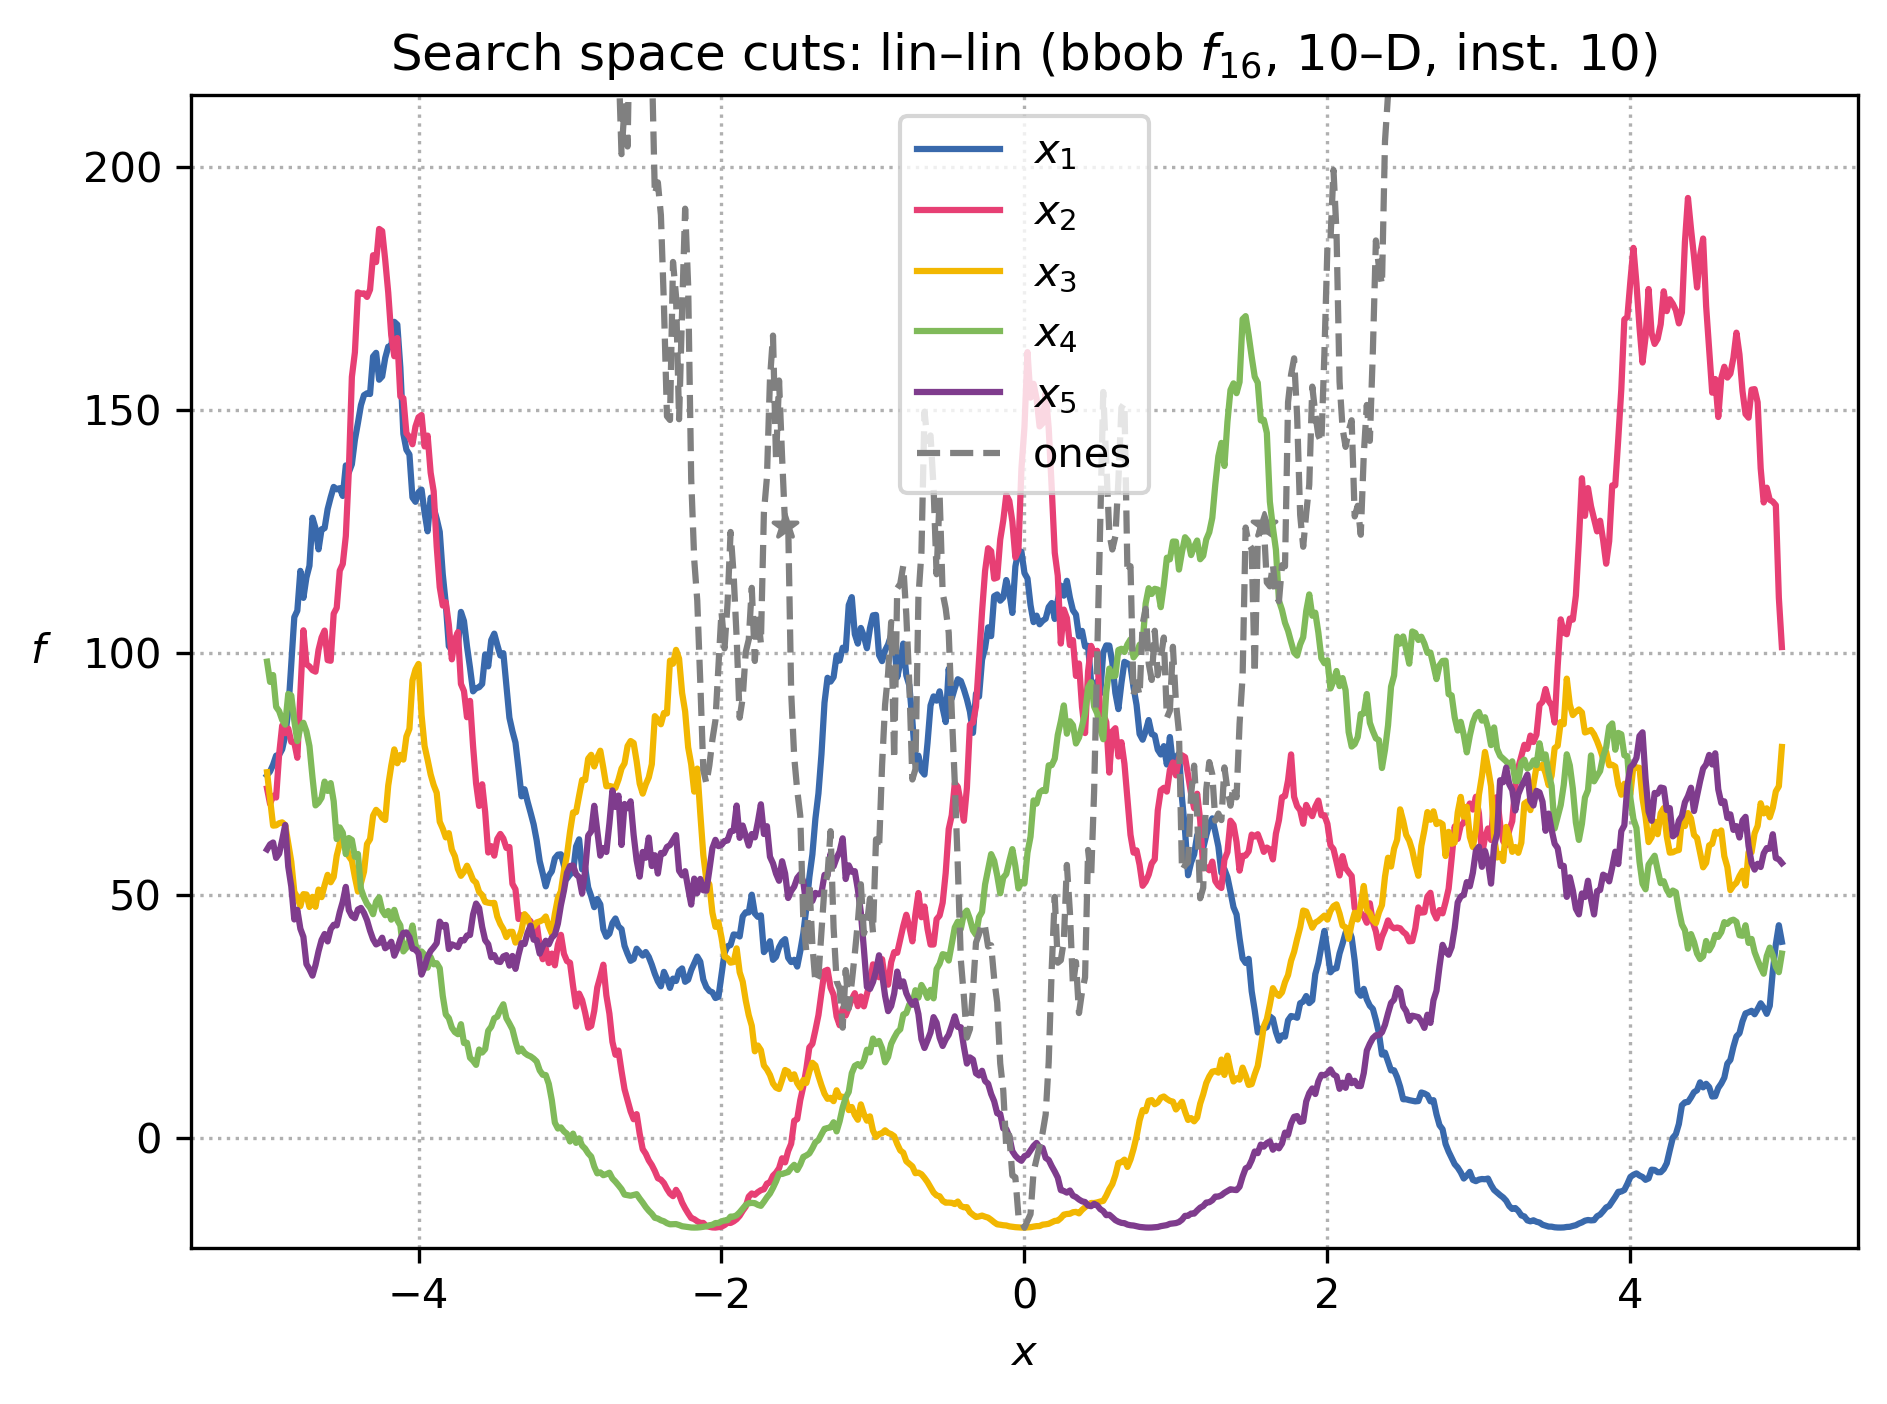 Search space cuts: lin–lin (bbob f₁₆, 10–D, inst. 10)
x₁
x₂
x₃
x₄
x₅
ones
200
150
100
50
0
f
−4
−2
0
2
4
x